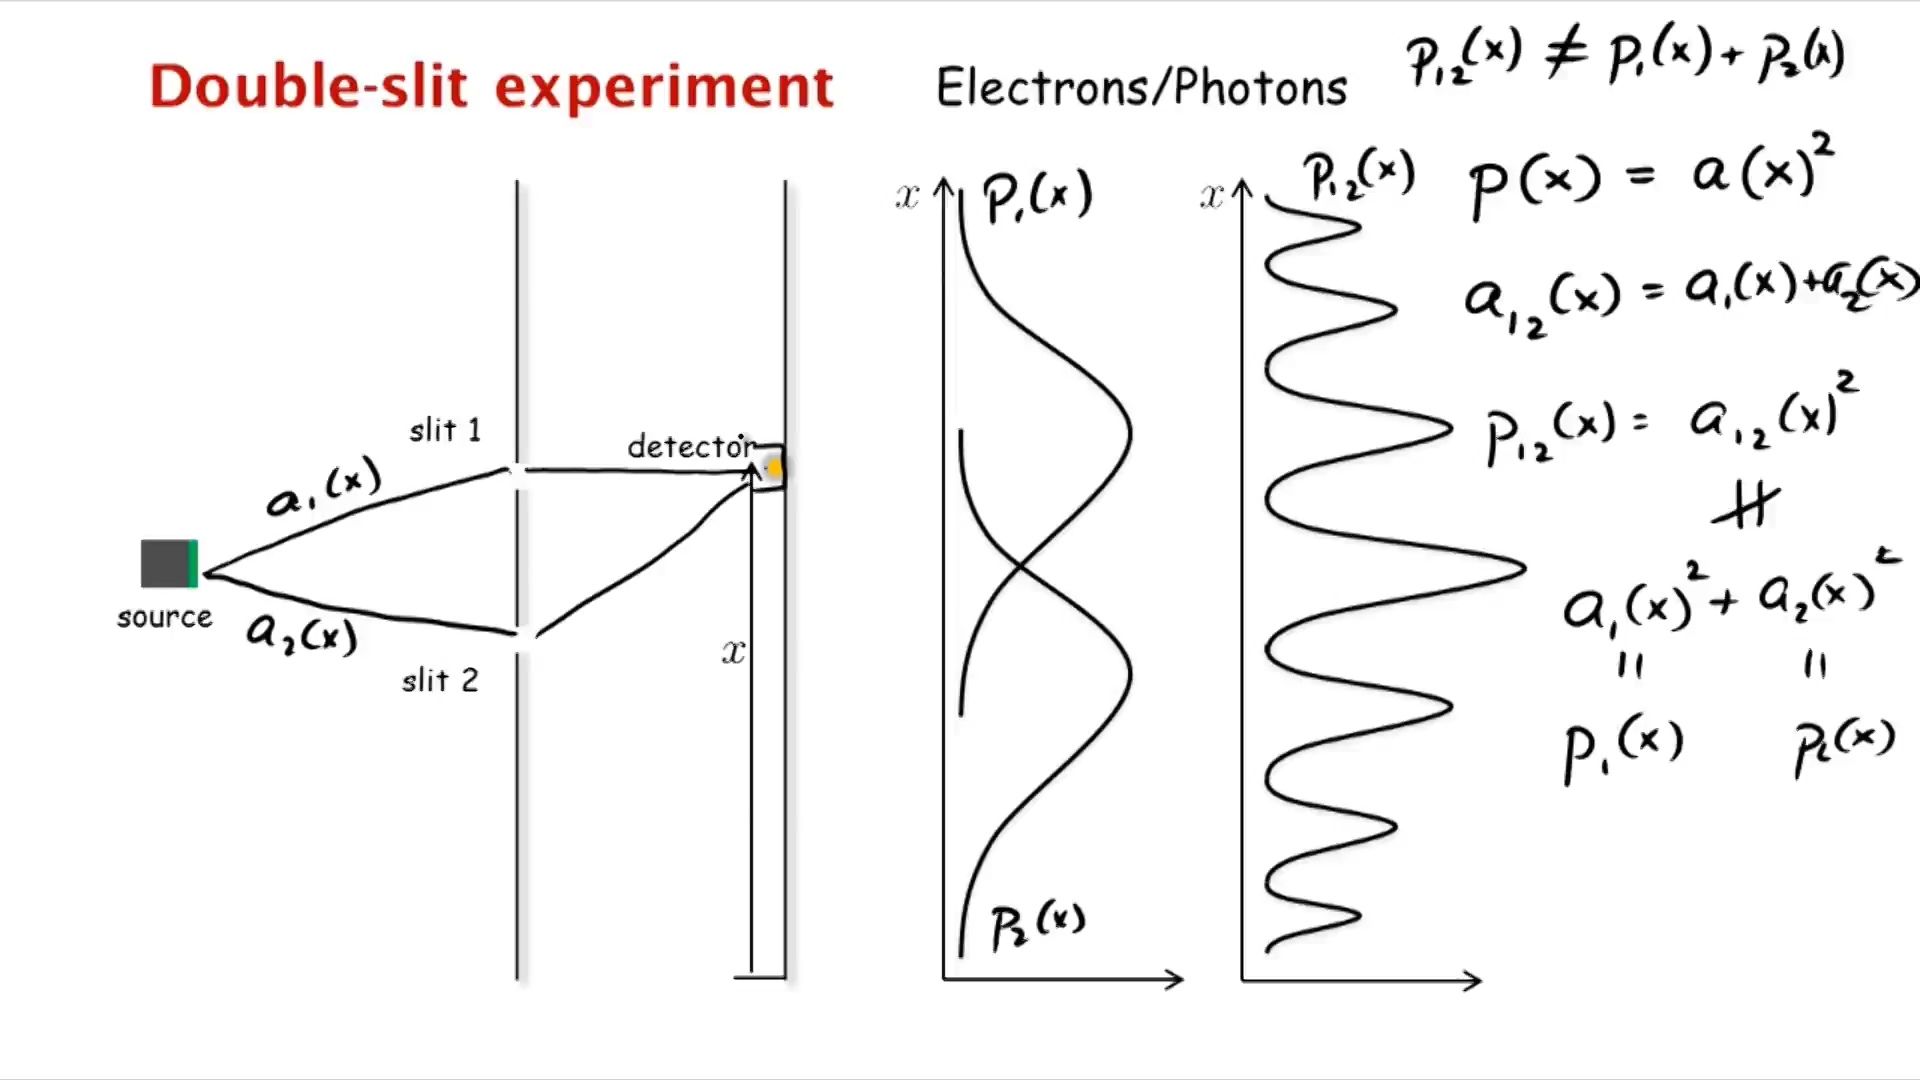 Double-slit experiment
Electrons/Photons
P₁₂(x) ≠ P₁(x) + P₂(x)
x
P₁(x)
x
P₁₂(x)
P(x) = a(x)²
a₁₂(x) = a₁(x)+a₂(x)
slit 1
detector
P₁₂(x) = a₁₂(x)²
a₁(x)
≠
source
a₂(x)
x
a₁(x)² + a₂(x)²
= =
slit 2
P₁(x) P₂(x)
P₂(x)